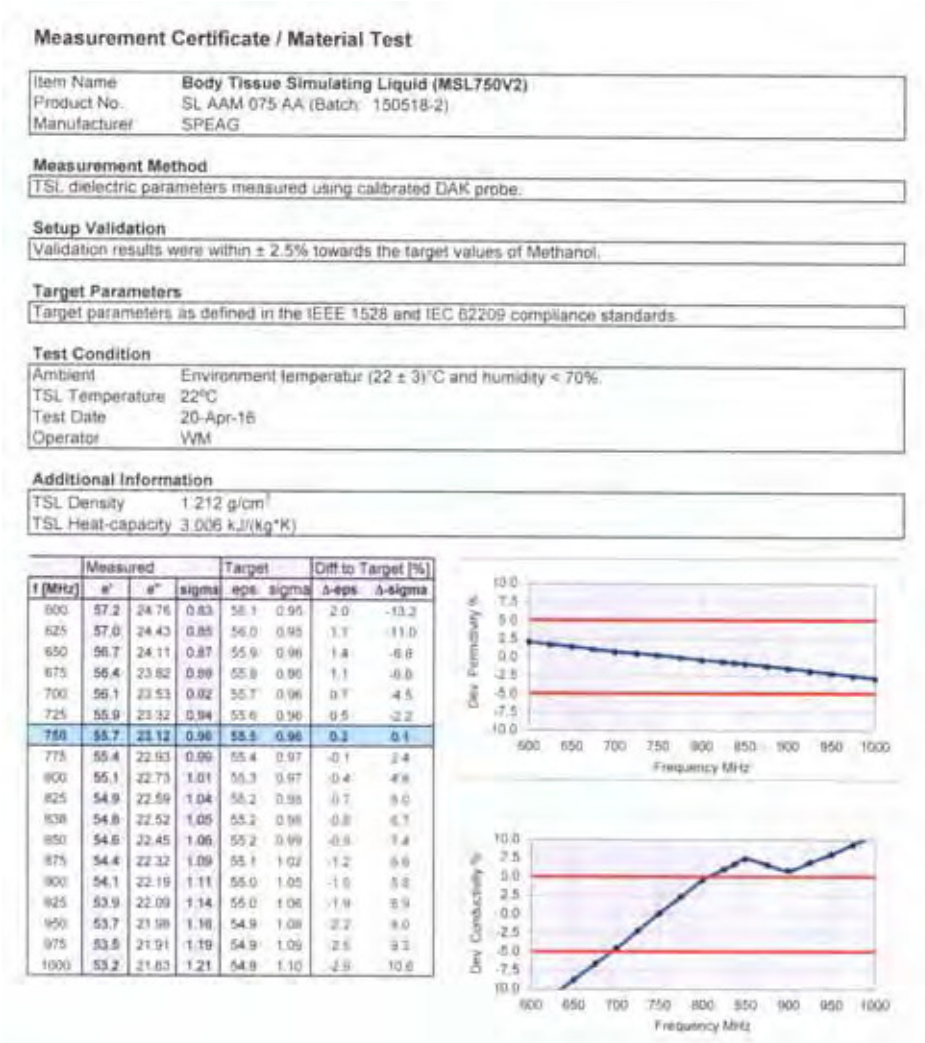 Measurement Certificate / Material Test
Item Name Body Tissue Simulating Liquid (MSL750V2)
Product No. SL AAM 075 AA (Batch: 150518-2)
Manufacturer SPEAG
Measurement Method
TSL dielectric parameters measured using calibrated DAK probe.
Setup Validation
Validation results were within ± 2.5% towards the target values of Methanol.
Target Parameters
Target parameters as defined in the IEEE 1528 and IEC 62209 compliance standards.
Test Condition
Ambient Environment temperatur (22 ± 3)°C and humidity < 70%.
TSL Temperature 22°C
Test Date 20-Apr-16
Operator WM
Additional Information
TSL Density 1.212 g/cm³
TSL Heat-capacity 3.006 kJ/(kg*K)
Measured Target Diff to Target [%]
f [MHz] e' e" sigma eps sigma Δ-eps Δ-sigma
600 57.2 24.76 0.83 56.1 0.95 2.0 -13.2
625 57.0 24.43 0.85 56.0 0.95 -11.0
650 56.7 24.11 0.87 55.9 0.96 1.4
675 56.4 23.82 55.8 0.96 1.1
700 56.1 23.53 0.92 55.7 0.96 0.7 -4.5
725 55.9 23.32 0.94 55.6 0.96 0.5 -2.2
750 55.7 23.12 0.96 55.5 0.96 0.1
775 55.4 22.93 0.99 55.4 0.97 -0.1 2.4
800 55.1 22.73 1.01 55.3 0.97 -0.4
825 54.9 22.59 1.04 55.2 0.98 -0.7 6.0
838 54.8 22.52 1.05 55.2 0.98 -0.8 6.7
850 54.6 22.45 1.06 55.2 0.99 7.4
875 54.4 22.32 1.09 55.1 1.02 -1.2 6.6
900 54.1 22.19 1.11 55.0 1.05
925 53.9 22.09 1.14 55.0 1.06 -1.9 6.9
950 53.7 1.16 54.9 1.08 -2.2 8.0
975 53.5 21.91 1.19 54.9 1.09 -2.5
1000 53.2 21.83 1.21 54.8 1.10 -2.9 10.6
Dev. Permittivity %
10.0
7.5
5.0
2.5
0.0
-2.5
-5.0
-7.5
-10.0
600 650 700 750 800 850 900 950 1000
Frequency MHz
Dev. Conductivity %
10.0
7.5
5.0
2.5
0.0
-2.5
-5.0
-7.5
-10.0
600 650 700 750 800 850 900 950 1000
Frequency MHz